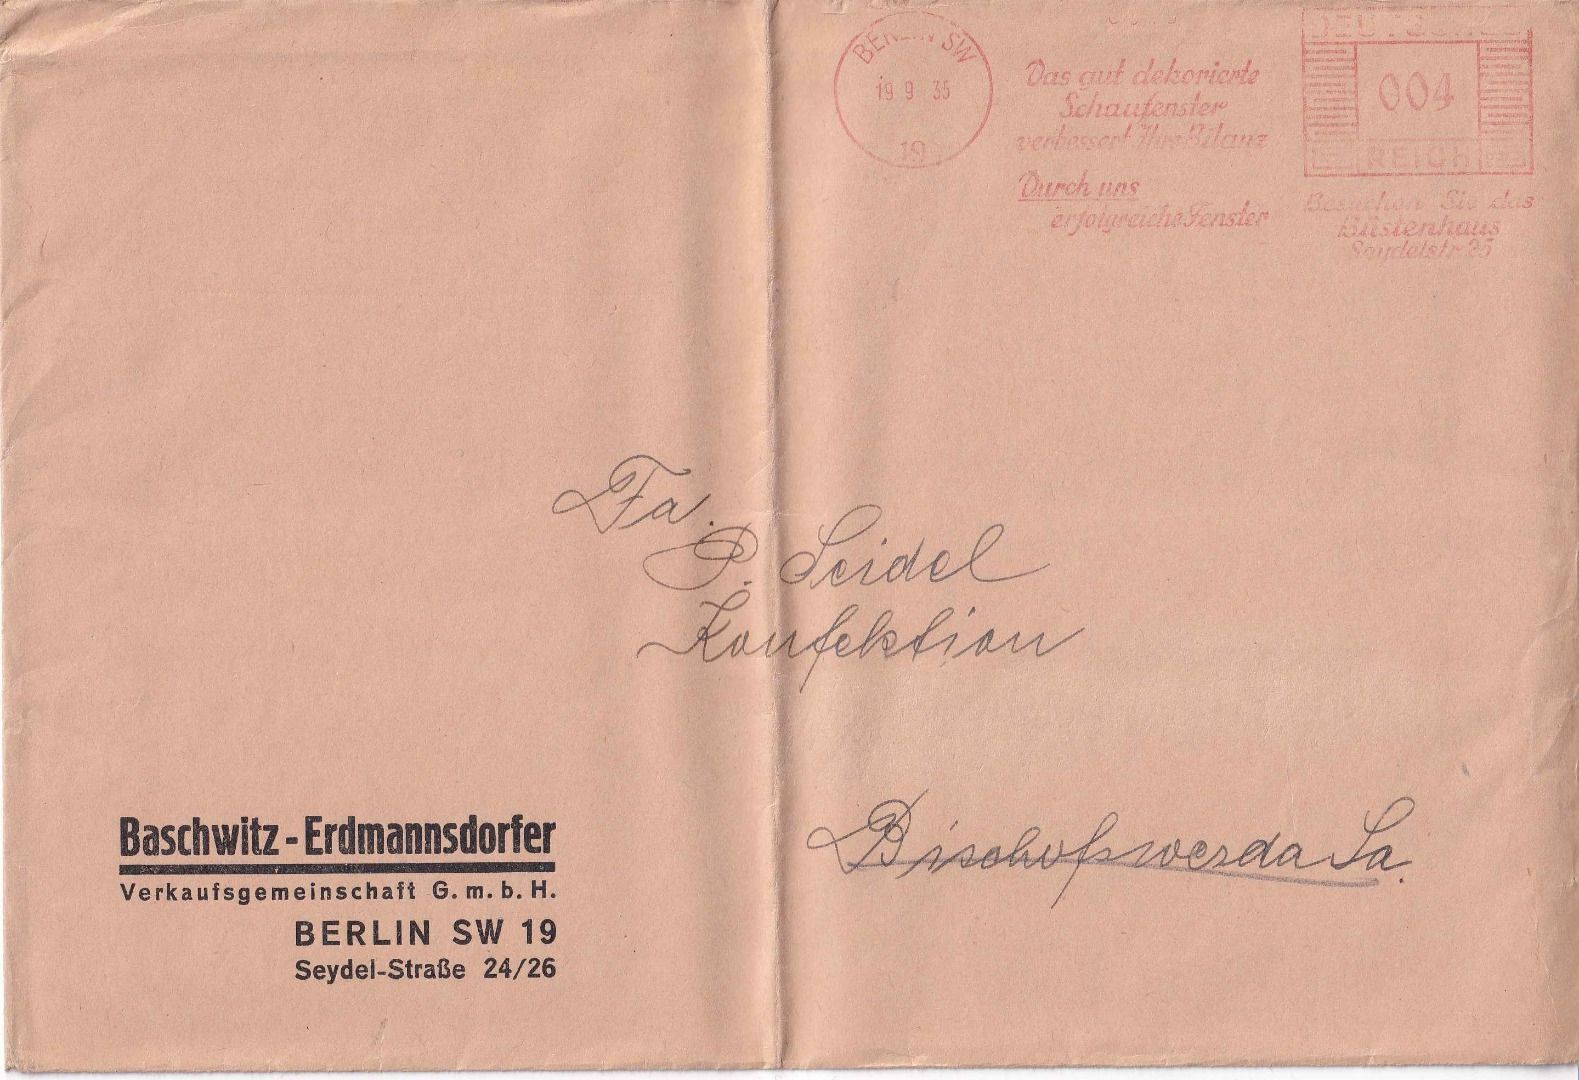 BERLIN SW
19 9 35
19
Das gut dekorierte
Schaufenster
verbessert Ihre Bilanz
Durch uns
erfolgreiche Fenster
DEUTSCHES
004
REICH
Besuchen Sie das
Büstenhaus
Seydelstr 25
Fa.
P. Seidel
Konfektion
Bischofswerda Sa.
Baschwitz-Erdmannsdorfer
Verkaufsgemeinschaft G.m.b.H.
BERLIN SW 19
Seydel-Straße 24/26